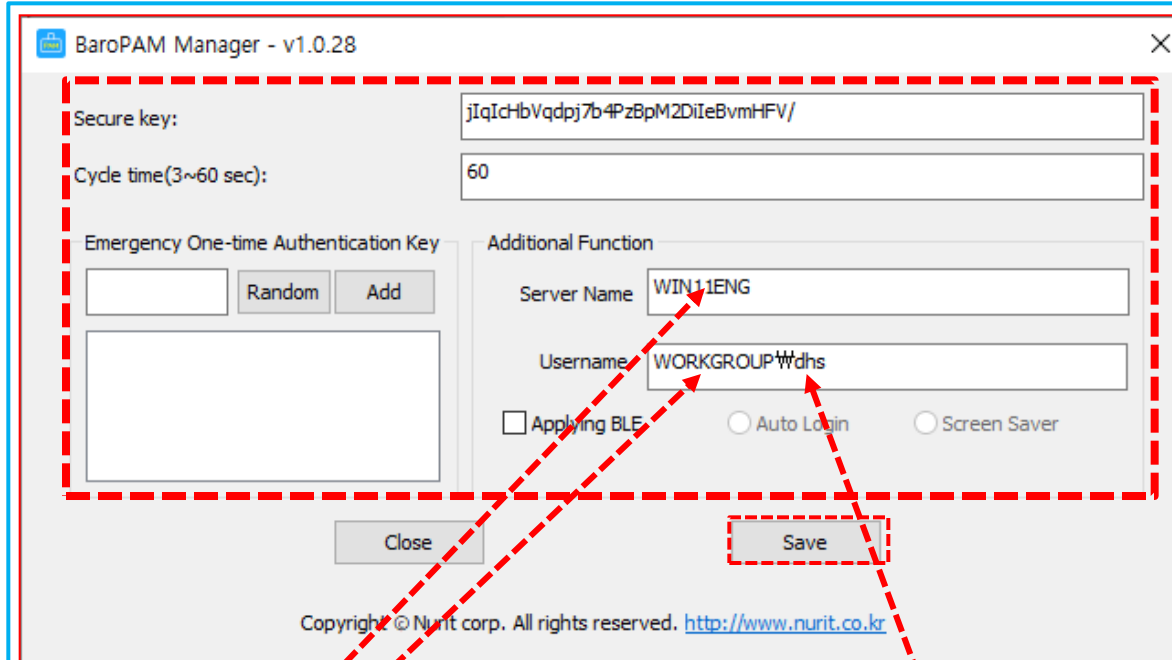 BaroPAM Manager - v1.0.28
Secure key:
jIqIcHbVqdpj7b4PzBpM2DiIeBvmHFV/
Cycle time(3~60 sec):
60
Emergency One-time Authentication Key
Random
Add
Additional Function
Server Name
WIN11ENG
Username
WORKGROUP₩dhs
Applying BLE
Auto Login
Screen Saver
Close
Save
Copyright © Nurit corp. All rights reserved. http://www.nurit.co.kr